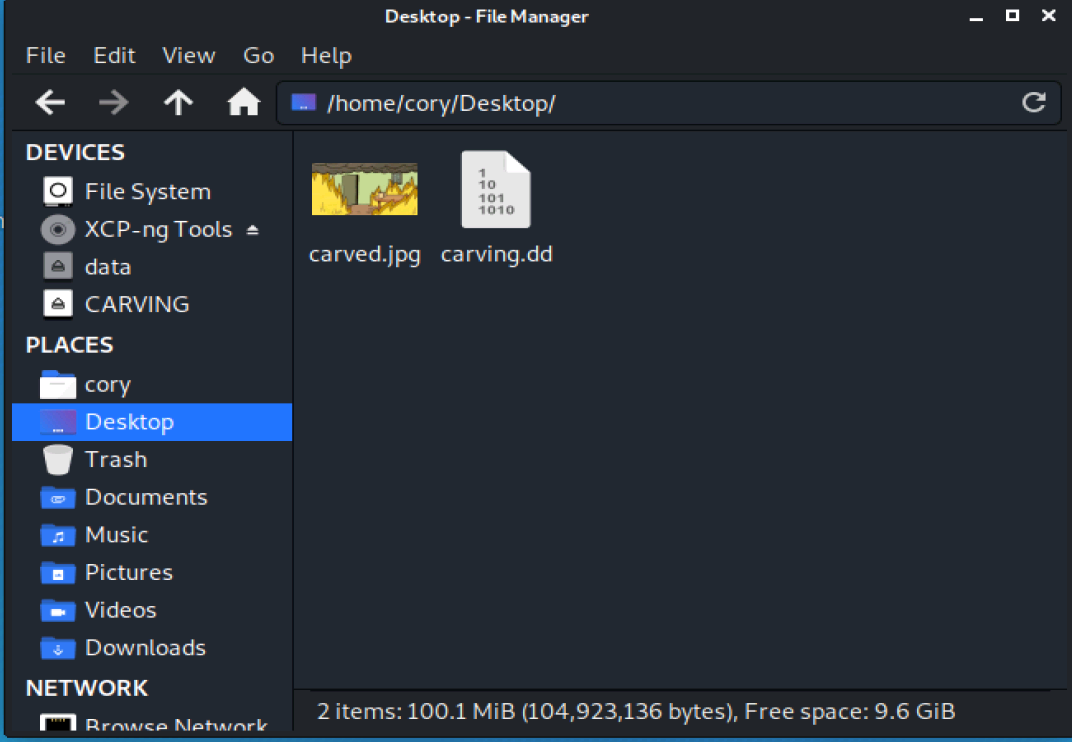 Desktop - File Manager
File Edit View Go Help
/home/cory/Desktop/
DEVICES
File System
XCP-ng Tools
data
CARVING
PLACES
cory
Desktop
Trash
Documents
Music
Pictures
Videos
Downloads
NETWORK
Browse Network
1
10
101
1010
carved.jpg carving.dd
2 items: 100.1 MiB (104,923,136 bytes), Free space: 9.6 GiB